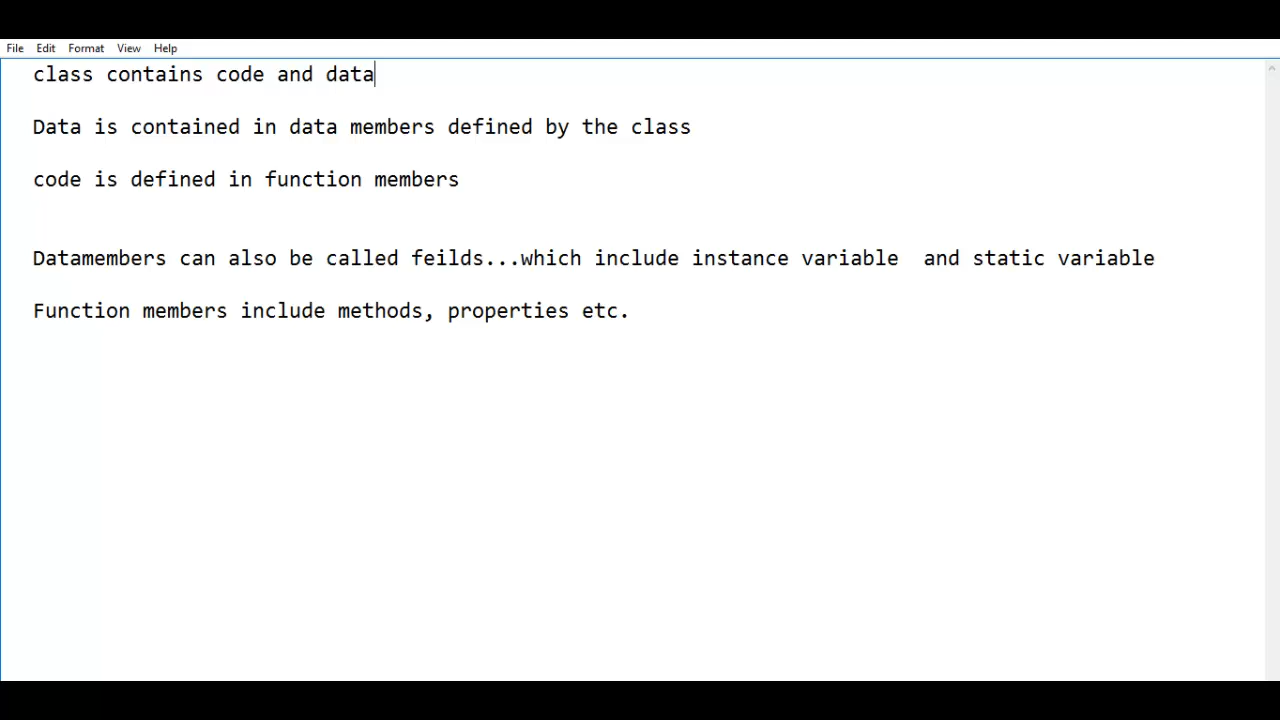 File Edit Format View Help
class contains code and data
Data is contained in data members defined by the class
code is defined in function members
Datamembers can also be called feilds...which include instance variable  and static variable
Function members include methods, properties etc.